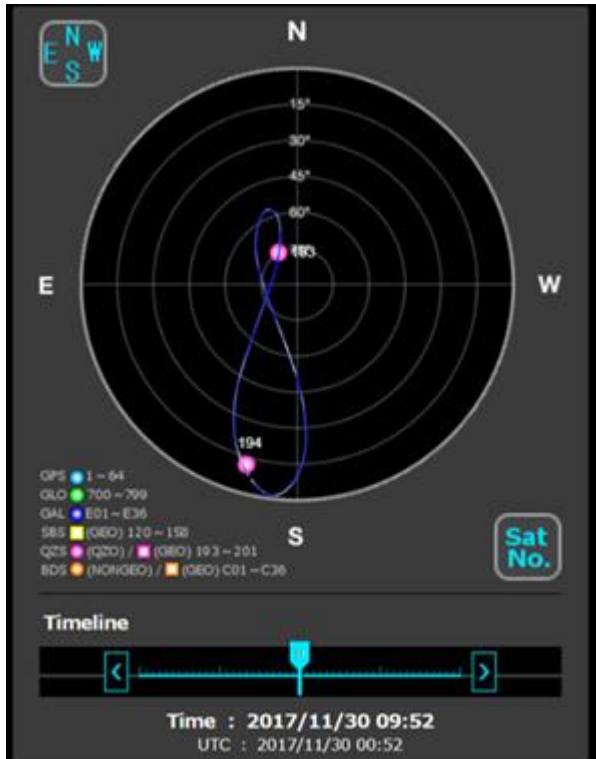 N
E W
S
N
15°
30°
45°
60°
193
E
W
194
GPS 1 ~ 64
GLO 700 ~ 799
GAL E01 ~ E36
SBS (GEO) 120 ~ 158
QZS (QZO) / (GEO) 193 ~ 201
BDS (NONGEO) / (GEO) C01 ~ C36
S
Sat
No.
Timeline
< >
Time : 2017/11/30 09:52
UTC : 2017/11/30 00:52